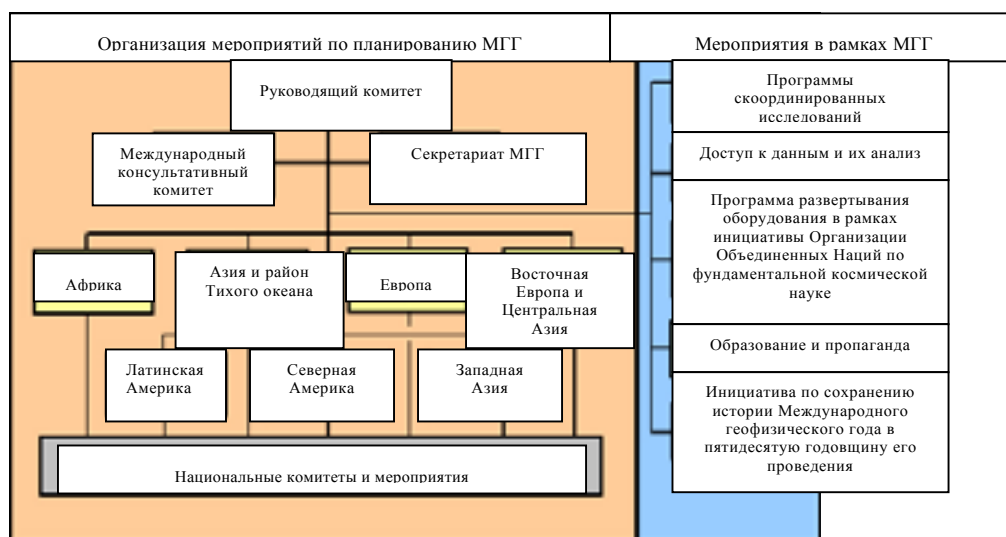 Организация мероприятий по планированию МГГ
Мероприятия в рамках МГГ
Руководящий комитет
Международный
консультативный
комитет
Секретариат МГГ
Африка
Азия и район
Тихого океана
Европа
Восточная
Европа и
Центральная
Азия
Латинская
Америка
Северная
Америка
Западная
Азия
Национальные комитеты и мероприятия
Программы
скоординированных
исследований
Доступ к данным и их анализ
Программа развертывания
оборудования в рамках
инициативы Организации
Объединенных Наций по
фундаментальной космической
науке
Образование и пропаганда
Инициатива по сохранению
истории Международного
геофизического года в
пятидесятую годовщину его
проведения